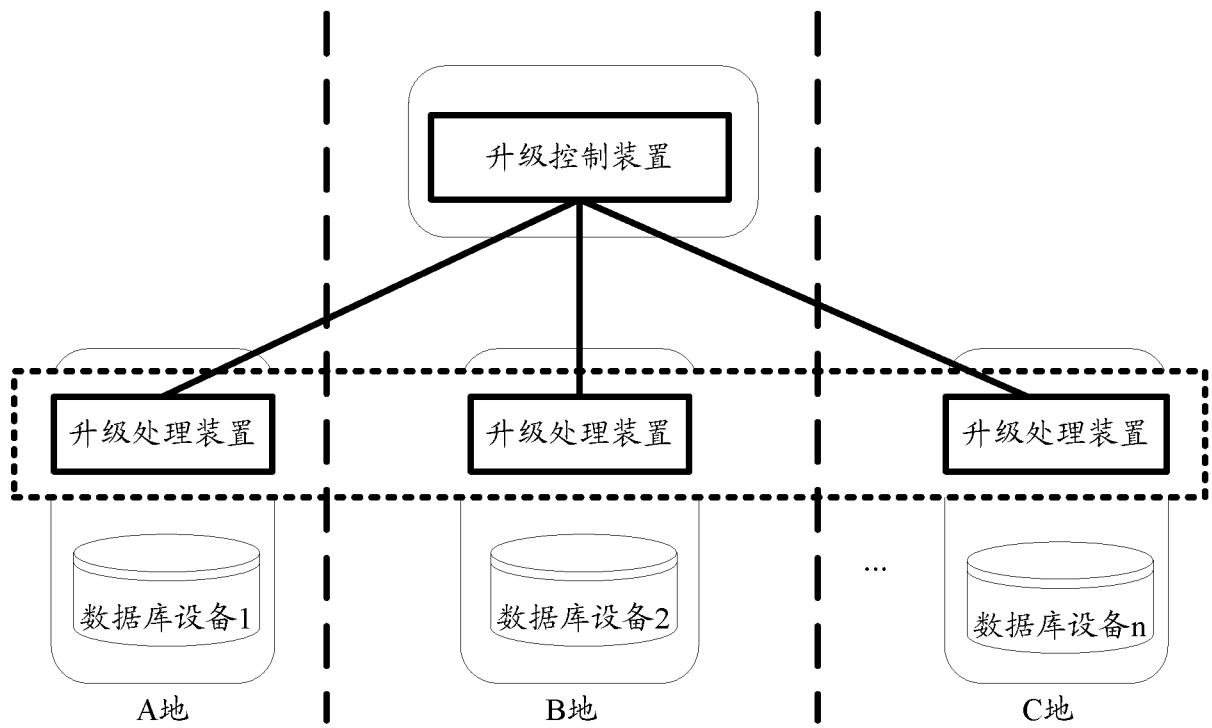 升级控制装置
升级处理装置
升级处理装置
升级处理装置
数据库设备1
数据库设备2
...
数据库设备n
A地
B地
C地